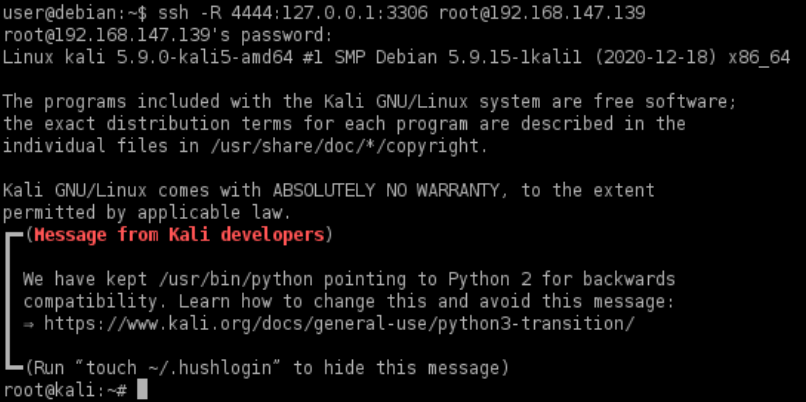 user@debian:~$ ssh -R 4444:127.0.0.1:3306 root@192.168.147.139
root@192.168.147.139's password:
Linux kali 5.9.0-kali5-amd64 #1 SMP Debian 5.9.15-1kali1 (2020-12-18) x86_64
The programs included with the Kali GNU/Linux system are free software;
the exact distribution terms for each program are described in the
individual files in /usr/share/doc/*/copyright.
Kali GNU/Linux comes with ABSOLUTELY NO WARRANTY, to the extent
permitted by applicable law.
┏━(Message from Kali developers)
┃ We have kept /usr/bin/python pointing to Python 2 for backwards
┃ compatibility. Learn how to change this and avoid this message:
┃ ⇒ https://www.kali.org/docs/general-use/python3-transition/
┗━(Run “touch ~/.hushlogin” to hide this message)
root@kali:~#